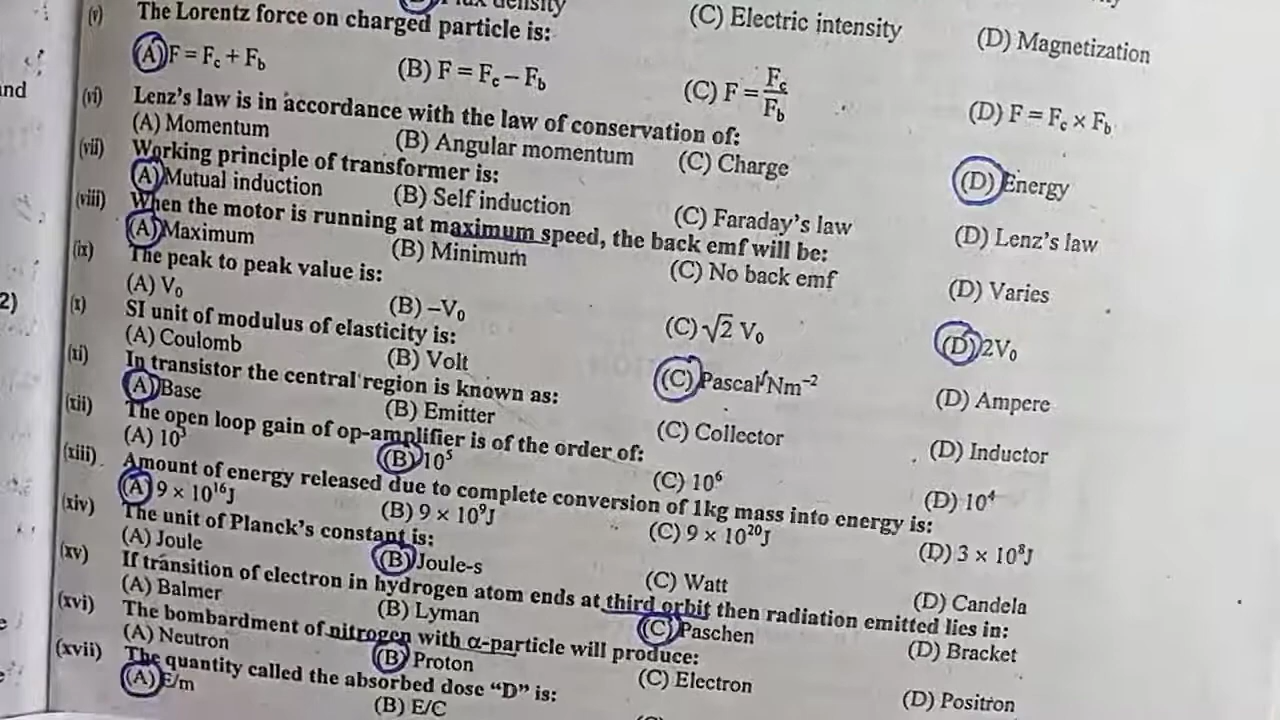 density (C) Electric intensity (D) Magnetization
(v) The Lorentz force on charged particle is:
(A) F = Fe + Fb (B) F = Fe − Fb (C) F = Fe/Fb (D) F = Fe × Fb
and
(vi) Lenz's law is in accordance with the law of conservation of:
(A) Momentum (B) Angular momentum (C) Charge (D) Energy
(vii) Working principle of transformer is:
(A) Mutual induction (B) Self induction (C) Faraday's law (D) Lenz's law
(viii) When the motor is running at maximum speed, the back emf will be:
(A) Maximum (B) Minimum (C) No back emf (D) Varies
(ix) The peak to peak value is:
(A) V₀ (B) −V₀ (C) √2 V₀ (D) 2V₀
2)
(x) SI unit of modulus of elasticity is:
(A) Coulomb (B) Volt (C) Pascal/Nm⁻² (D) Ampere
(xi) In transistor the central region is known as:
(A) Base (B) Emitter (C) Collector (D) Inductor
(xii) The open loop gain of op-amplifier is of the order of:
(A) 10³ (B) 10⁵ (C) 10⁶ (D) 10⁴
(xiii) Amount of energy released due to complete conversion of 1kg mass into energy is:
(A) 9 × 10¹⁶J (B) 9 × 10⁹J (C) 9 × 10²⁰J (D) 3 × 10⁸J
(xiv) The unit of Planck's constant is:
(A) Joule (B) Joule-s (C) Watt (D) Candela
(xv) If transition of electron in hydrogen atom ends at third orbit then radiation emitted lies in:
(A) Balmer (B) Lyman (C) Paschen (D) Bracket
(xvi) The bombardment of nitrogen with α-particle will produce:
(A) Neutron (B) Proton (C) Electron (D) Positron
(xvii) The quantity called the absorbed dose "D" is:
(A) E/m (B) E/C